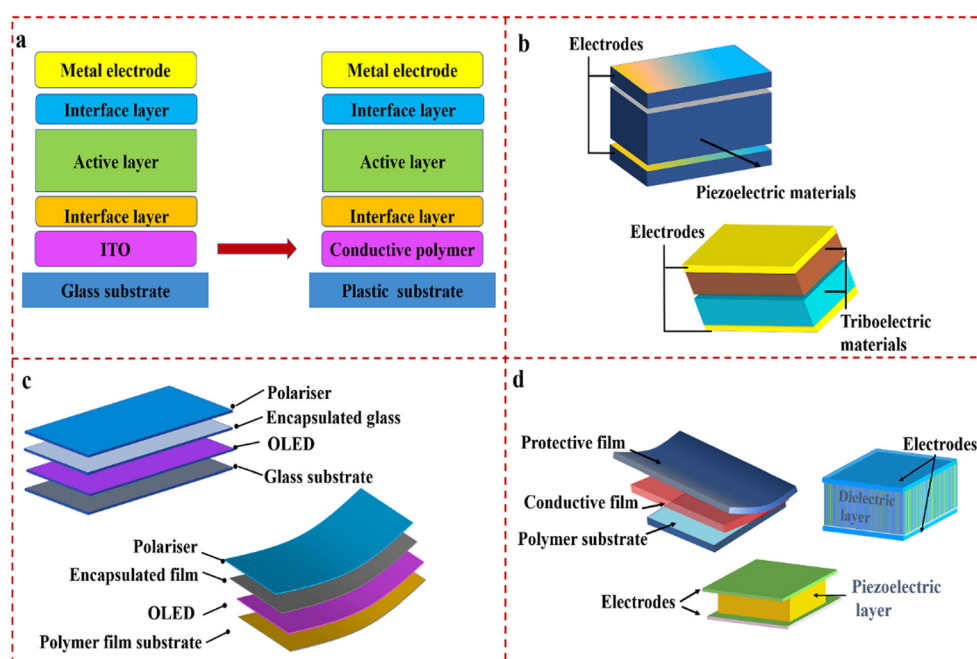 a
Metal electrode
Interface layer
Active layer
Interface layer
ITO
Glass substrate
Metal electrode
Interface layer
Active layer
Interface layer
Conductive polymer
Plastic substrate
b
Electrodes
Piezoelectric materials
Electrodes
Triboelectric
materials
c
Polariser
Encapsulated glass
OLED
Glass substrate
Polariser
Encapsulated film
OLED
Polymer film substrate
d
Protective film
Conductive film
Polymer substrate
Electrodes
Dielectric
layer
Electrodes
Piezoelectric
layer